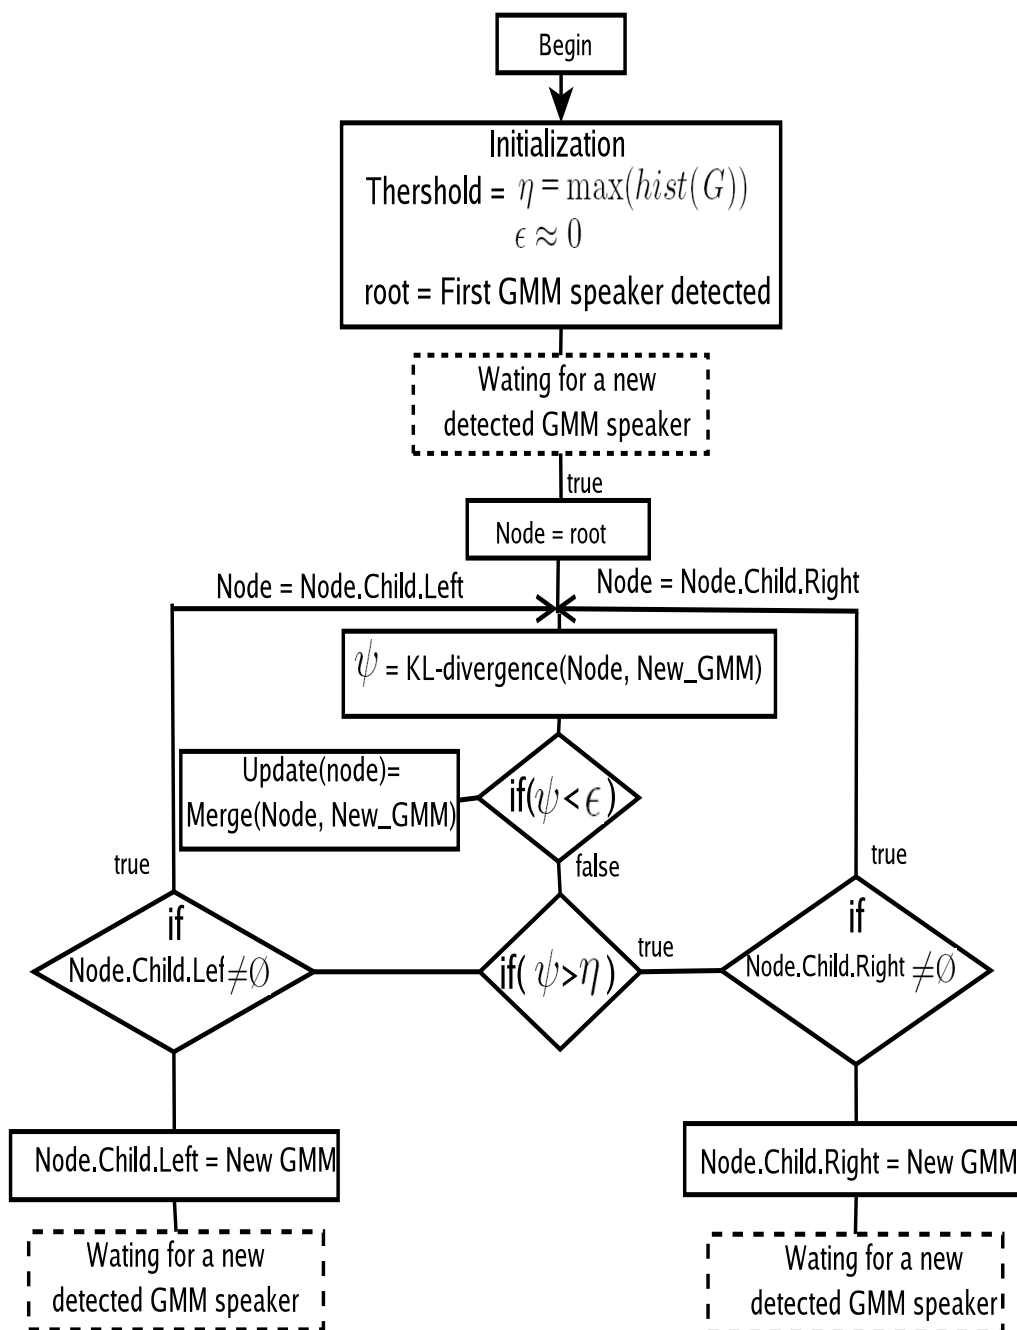 Begin
Initialization
Thershold = η = max(hist(G))
ϵ ≈ 0
root = First GMM speaker detected
Wating for a new
detected GMM speaker
true
Node = root
Node = Node.Child.Left
Node = Node.Child.Right
ψ = KL-divergence(Node, New_GMM)
Update(node)=
Merge(Node, New_GMM)
if(ψ<ϵ)
false
true
true
if
Node.Child.Lef≠∅
if( ψ>η )
true
if
Node.Child.Right ≠∅
Node.Child.Left = New GMM
Node.Child.Right = New GMM
Wating for a new
detected GMM speaker
Wating for a new
detected GMM speaker